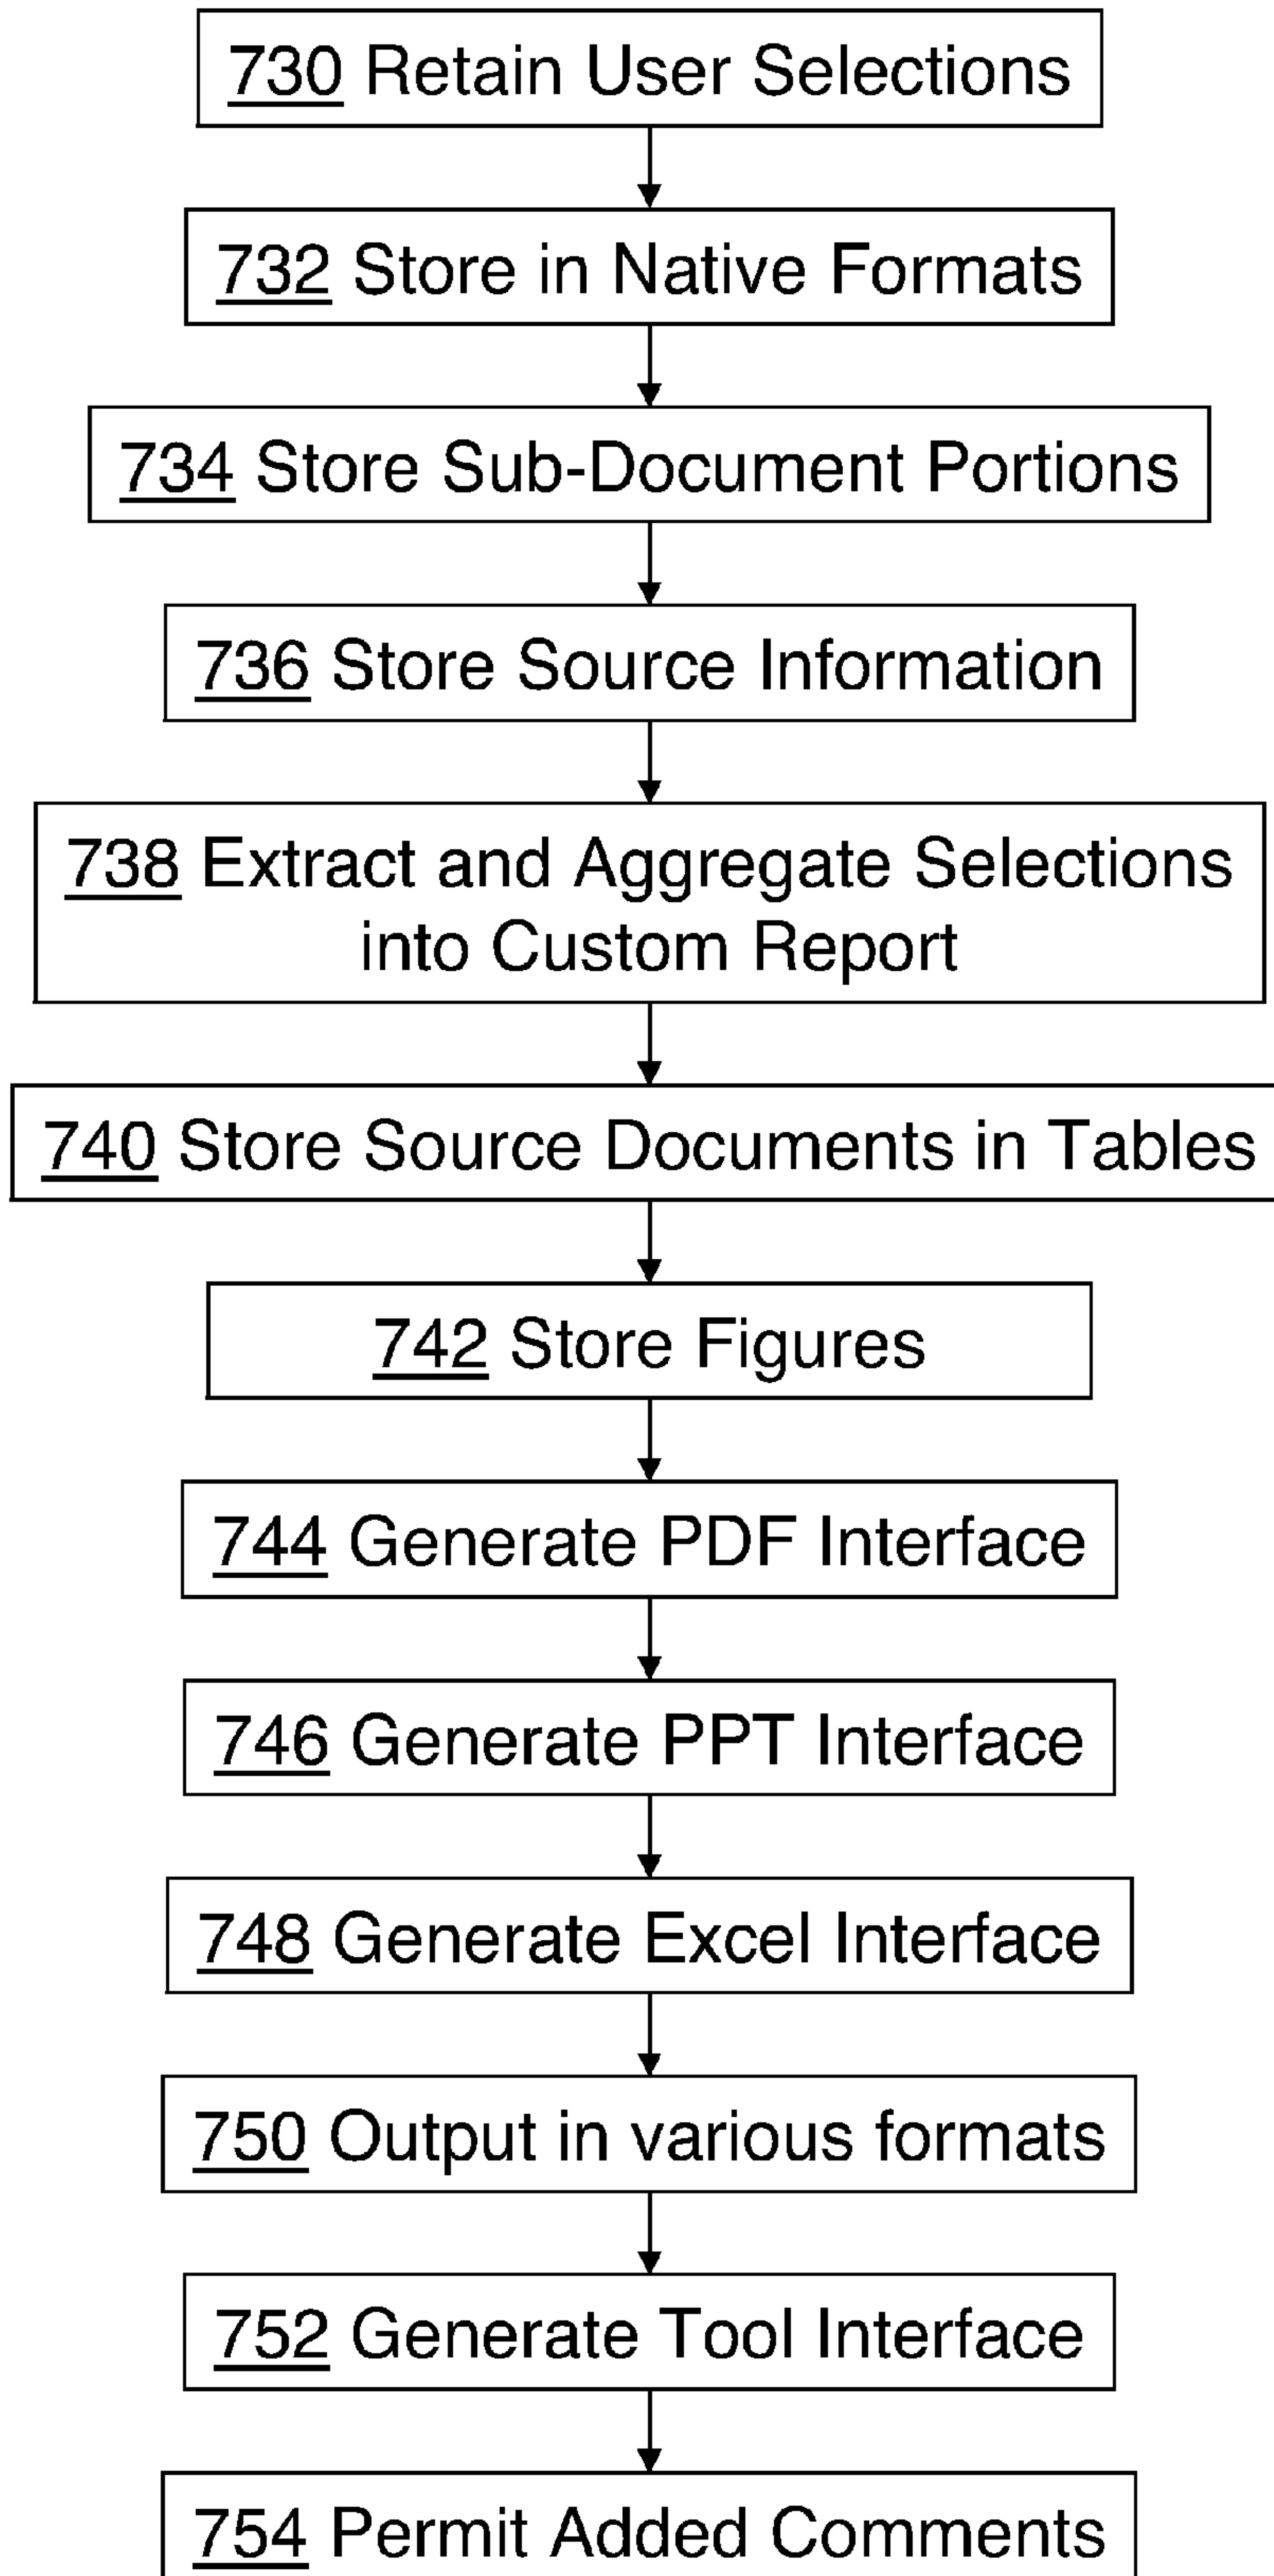 730 Retain User Selections
732 Store in Native Formats
734 Store Sub-Document Portions
736 Store Source Information
738 Extract and Aggregate Selections
into Custom Report
740 Store Source Documents in Tables
742 Store Figures
744 Generate PDF Interface
746 Generate PPT Interface
748 Generate Excel Interface
750 Output in various formats
752 Generate Tool Interface
754 Permit Added Comments